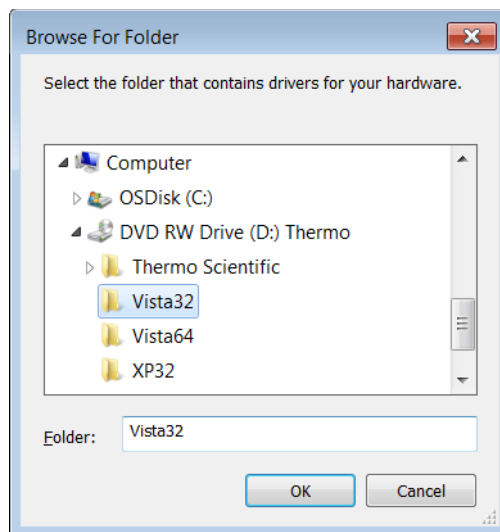 Browse For Folder
Select the folder that contains drivers for your hardware.
Computer
OSDisk (C:)
DVD RW Drive (D:) Thermo
Thermo Scientific
Vista32
Vista64
XP32
Folder: Vista32
OK Cancel